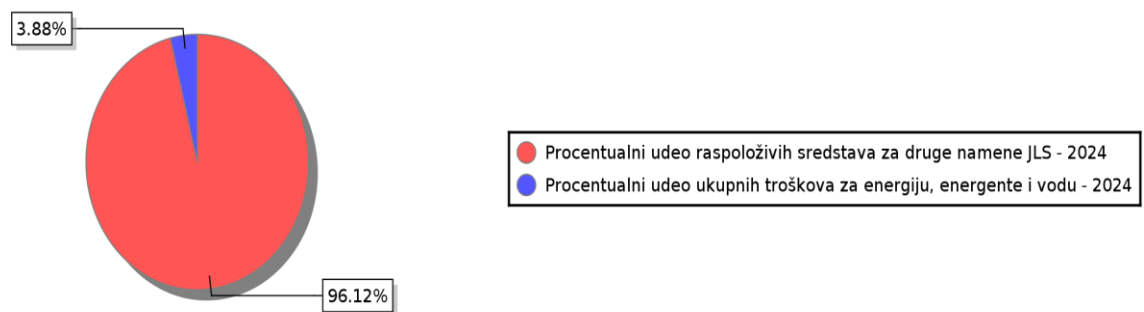 3.88%
Procentualni udeo raspoloživih sredstava za druge namene JLS - 2024
Procentualni udeo ukupnih troškova za energiju, energente i vodu - 2024
96.12%